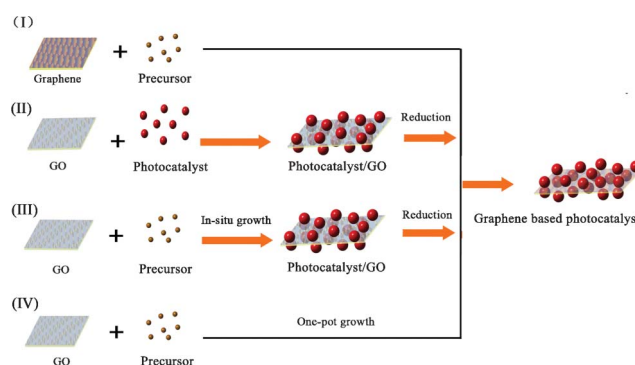 (I)
+
Graphene
Precursor
(II)
+
Reduction
GO
Photocatalyst
Photocatalyst/GO
Graphene based photocatalys
(III)
+
In-situ growth
Reduction
GO
Precursor
Photocatalyst/GO
(IV)
+
One-pot growth
GO
Precursor